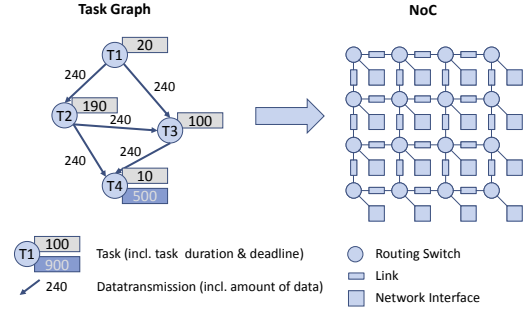 Task Graph
NoC
20
T1
240
190
240
T2
240
100
T3
240
240
10
T4
500
100
T1
900
Task (incl. task duration & deadline)
240
Datatransmission (incl. amount of data)
Routing Switch
Link
Network Interface